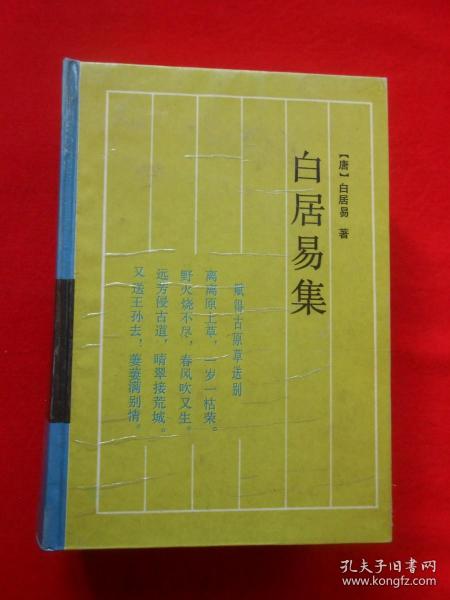 【唐】白居易 著
白居易集
赋得古原草送别
离离原上草，一岁一枯荣。
野火烧不尽，春风吹又生。
远芳侵古道，晴翠接荒城。
又送王孙去，萋萋满别情。
孔夫子旧书网
www.kongfz.com